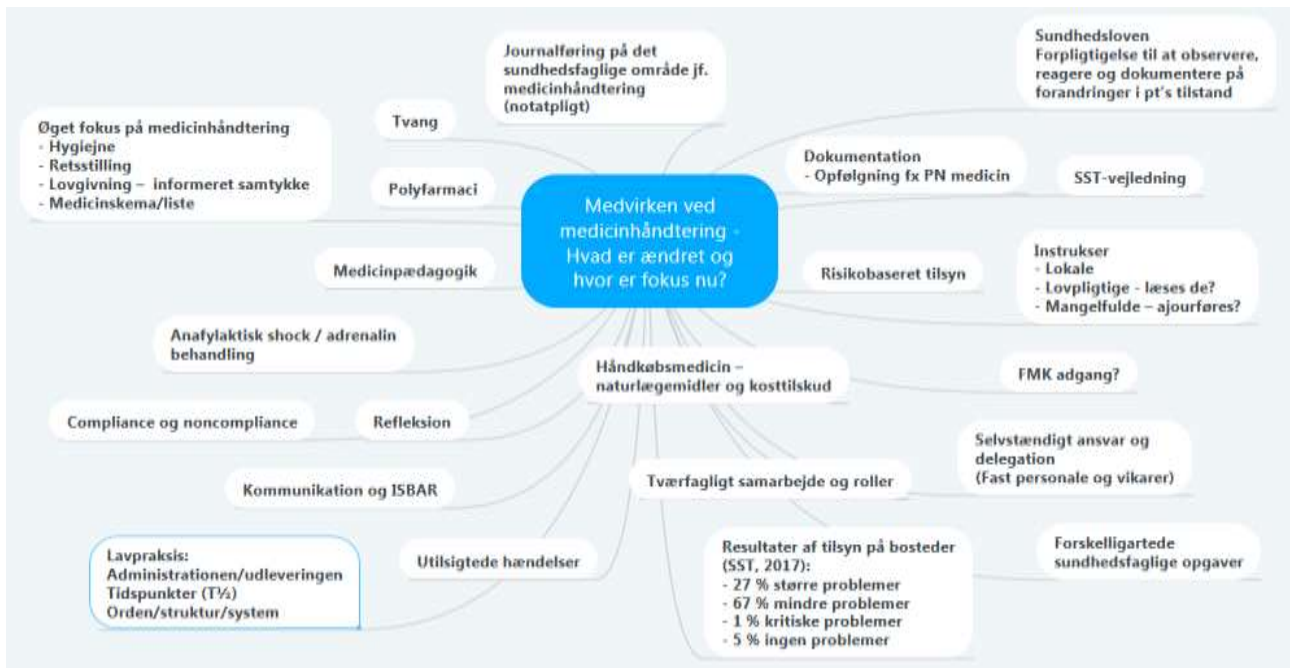 Journalføring på det
sundhedsfaglige område jf.
medicinhåndtering
(notatpligt)
Sundhedsloven
Forpligtigelse til at observere,
reagere og dokumentere på
forandringer i pt's tilstand
Tvang
Øget fokus på medicinhåndtering
- Hygiejne
- Retsstilling
- Lovgivning – informeret samtykke
- Medicinskema/liste
Polyfarmaci
Dokumentation
- Opfølgning fx PN medicin
SST-vejledning
Medvirken ved
medicinhåndtering -
Hvad er ændret og
hvor er fokus nu?
Medicinpædagogik
Risikobaseret tilsyn
Instrukser
- Lokale
- Lovpligtige - læses de?
- Mangelfulde – ajourføres?
Anafylaktisk shock / adrenalin
behandling
Håndkøbsmedicin –
naturlægemidler og kosttilskud
FMK adgang?
Compliance og noncompliance
Refleksion
Selvstændigt ansvar og
delegation
(Fast personale og vikarer)
Tværfagligt samarbejde og roller
Kommunikation og ISBAR
Utilsigtede hændelser
Lavpraksis:
Administrationen/udleveringen
Tidspunkter (T½)
Orden/struktur/system
Resultater af tilsyn på bosteder
(SST, 2017):
- 27 % større problemer
- 67 % mindre problemer
- 1 % kritiske problemer
- 5 % ingen problemer
Forskelligartede
sundhedsfaglige opgaver